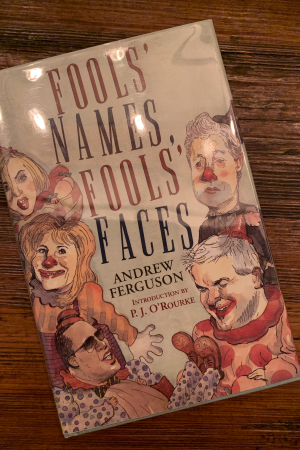 FOOLS'
NAMES,
FOOLS'
FACES
ANDREW
FERGUSON
INTRODUCTION BY
P. J. O'ROURKE